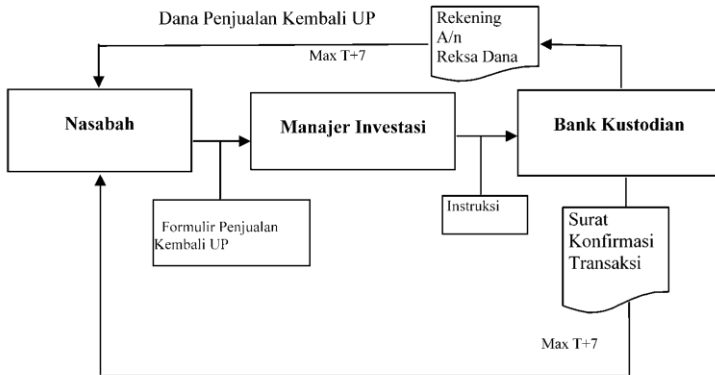 Dana Penjualan Kembali UP
Rekening
A/n
Reksa Dana
Max T+7
Nasabah
Manajer Investasi
Bank Kustodian
Formulir Penjualan
Kembali UP
Instruksi
Surat
Konfirmasi
Transaksi
Max T+7